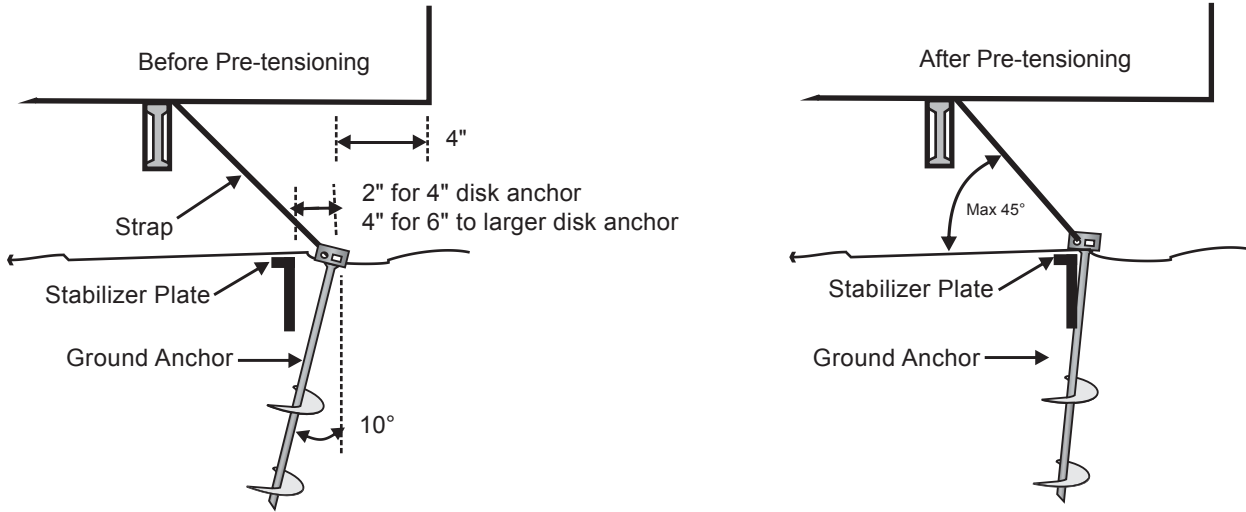 Before Pre-tensioning
4"
2" for 4" disk anchor
4" for 6" to larger disk anchor
Strap
Stabilizer Plate
Ground Anchor
10°
After Pre-tensioning
Max 45°
Stabilizer Plate
Ground Anchor